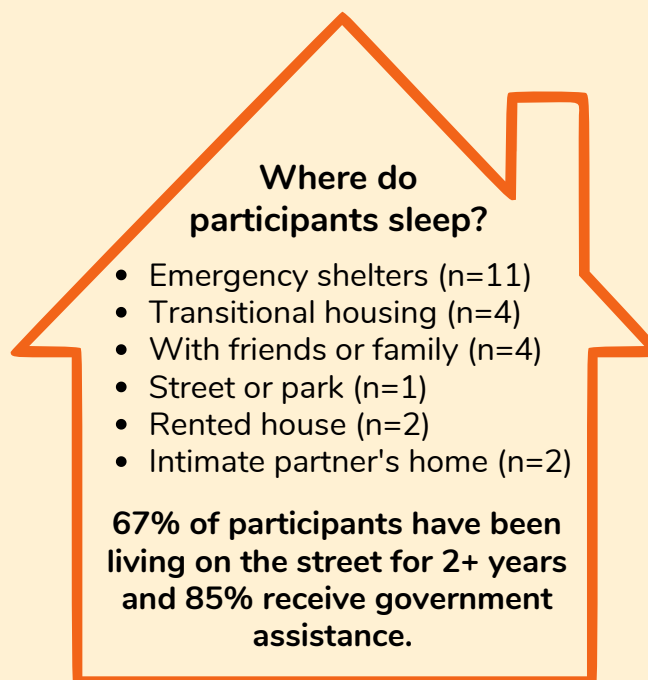 Where do
participants sleep?
• Emergency shelters (n=11)
• Transitional housing (n=4)
• With friends or family (n=4)
• Street or park (n=1)
• Rented house (n=2)
• Intimate partner's home (n=2)
67% of participants have been
living on the street for 2+ years
and 85% receive government
assistance.